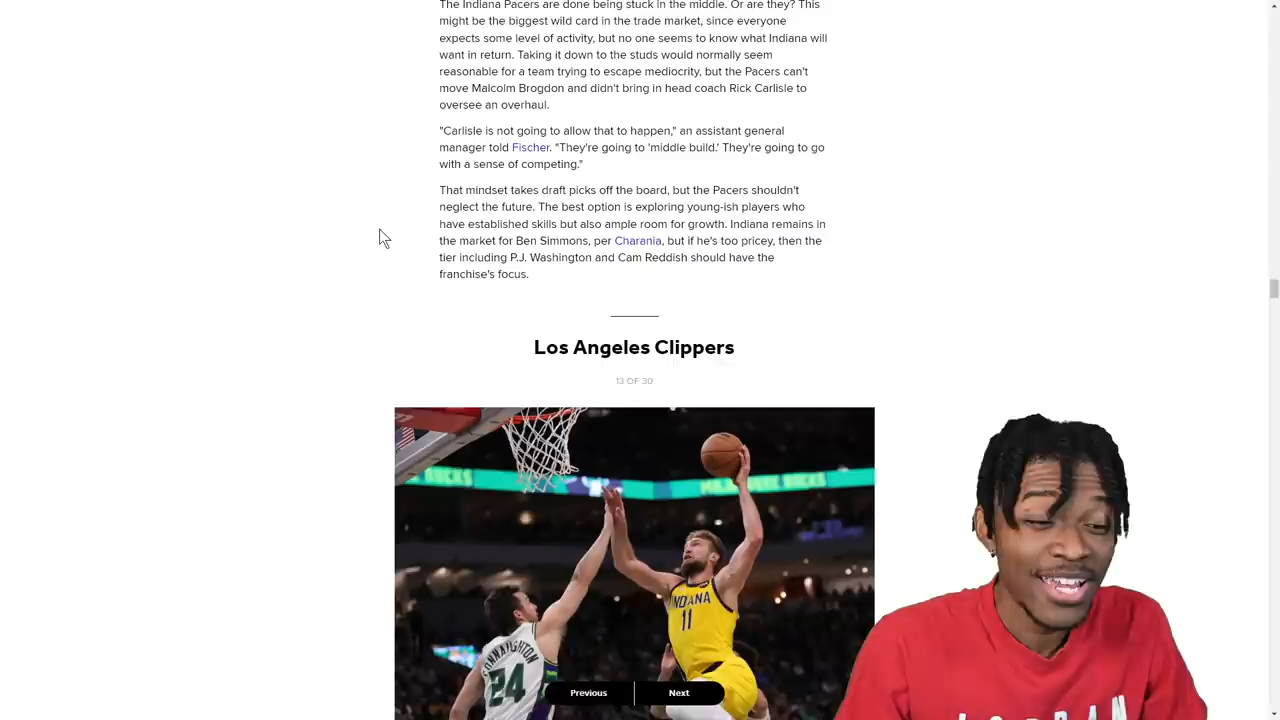 The Indiana Pacers are done being stuck in the middle. Or are they? This
might be the biggest wild card in the trade market, since everyone
expects some level of activity, but no one seems to know what Indiana will
want in return. Taking it down to the studs would normally seem
reasonable for a team trying to escape mediocrity, but the Pacers can't
move Malcolm Brogdon and didn't bring in head coach Rick Carlisle to
oversee an overhaul.
"Carlisle is not going to allow that to happen," an assistant general
manager told Fischer. "They're going to 'middle build.' They're going to go
with a sense of competing."
That mindset takes draft picks off the board, but the Pacers shouldn't
neglect the future. The best option is exploring young-ish players who
have established skills but also ample room for growth. Indiana remains in
the market for Ben Simmons, per Charania, but if he's too pricey, then the
tier including P.J. Washington and Cam Reddish should have the
franchise's focus.
Los Angeles Clippers
13 OF 30
INDIANA
11
24
Previous
Next